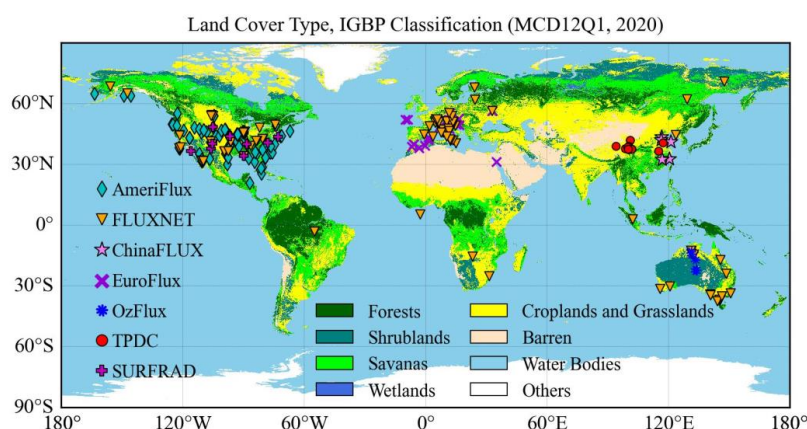 Land Cover Type, IGBP Classification (MCD12Q1, 2020)
60°N
30°N
0°
30°S
60°S
90°S
180°
120°W
60°W
0°
60°E
120°E
180°
AmeriFlux
FLUXNET
ChinaFLUX
EuroFlux
OzFlux
TPDC
SURFRAD
Forests
Shrublands
Savanas
Wetlands
Croplands and Grasslands
Barren
Water Bodies
Others